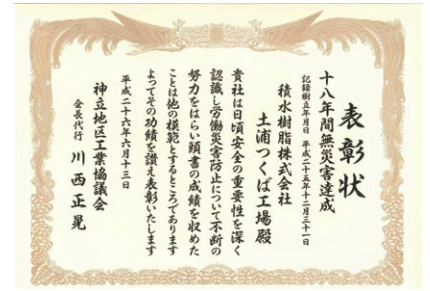 表彰状
十八年間無災害達成
記録樹立年月日 平成二十五年十二月三十一日
積水樹脂株式会社
土浦つくば工場殿
貴社は日頃安全の重要性を深く
認識し労働災害防止について不断の
努力をはらい頭書の成績を収めた
ことは他の模範とするところであります
よってその功績を讃え表彰いたします
平成二十六年六月十三日
神立地区工業協議会
会長代行 川西正晃